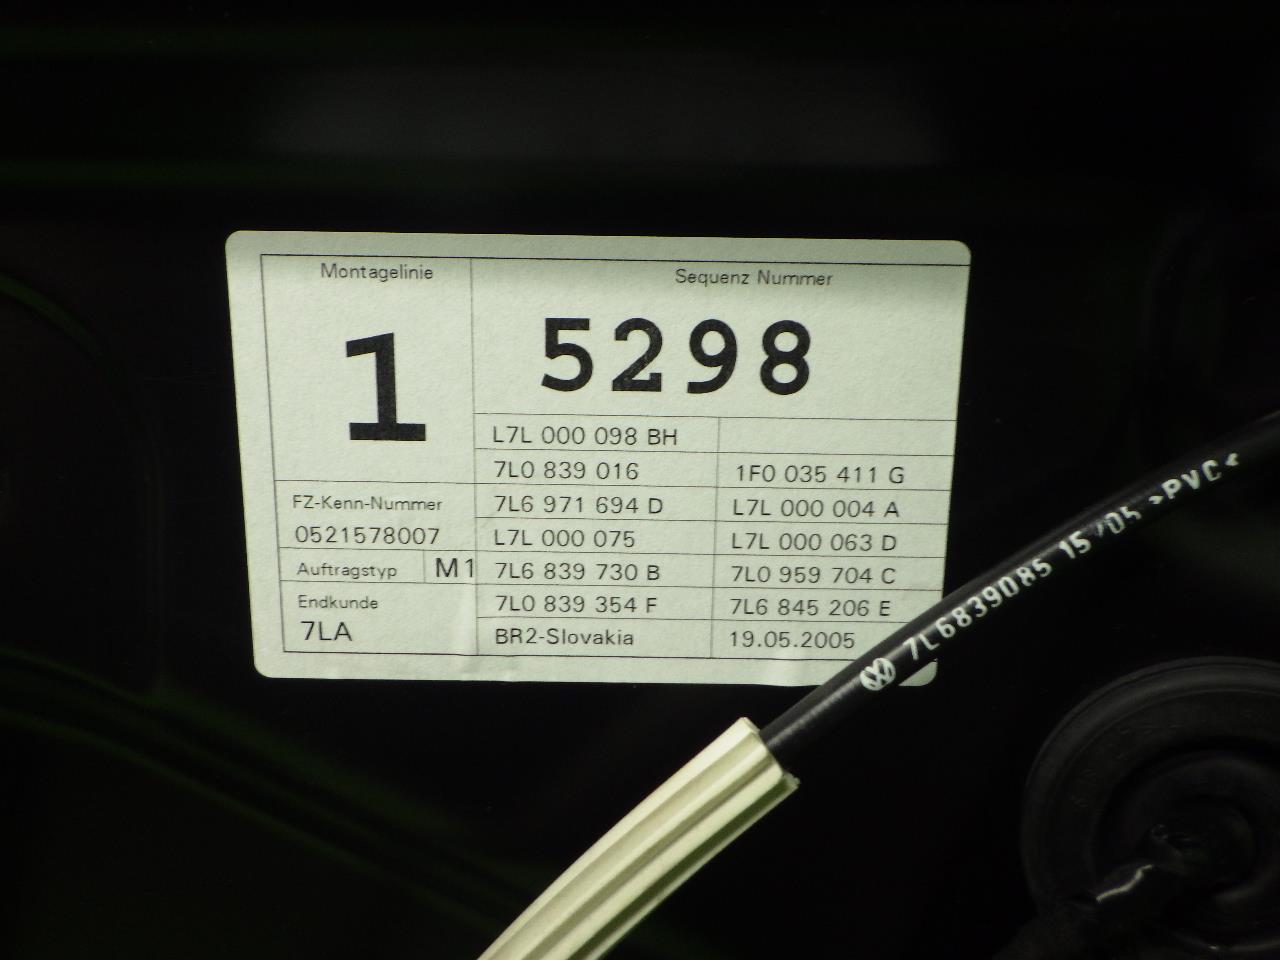 Montagelinie
1
Sequenz Nummer
5298
L7L 000 098 BH
7L0 839 016 1F0 035 411 G
FZ-Kenn-Nummer
0521578007
7L6 971 694 D L7L 000 004 A
L7L 000 075 L7L 000 063 D
Auftragstyp M1
7L6 839 730 B 7L0 959 704 C
Endkunde
7LA
7L0 839 354 F 7L6 845 206 E
BR2-Slovakia 19.05.2005
7L6839085 15/05 >PVC<